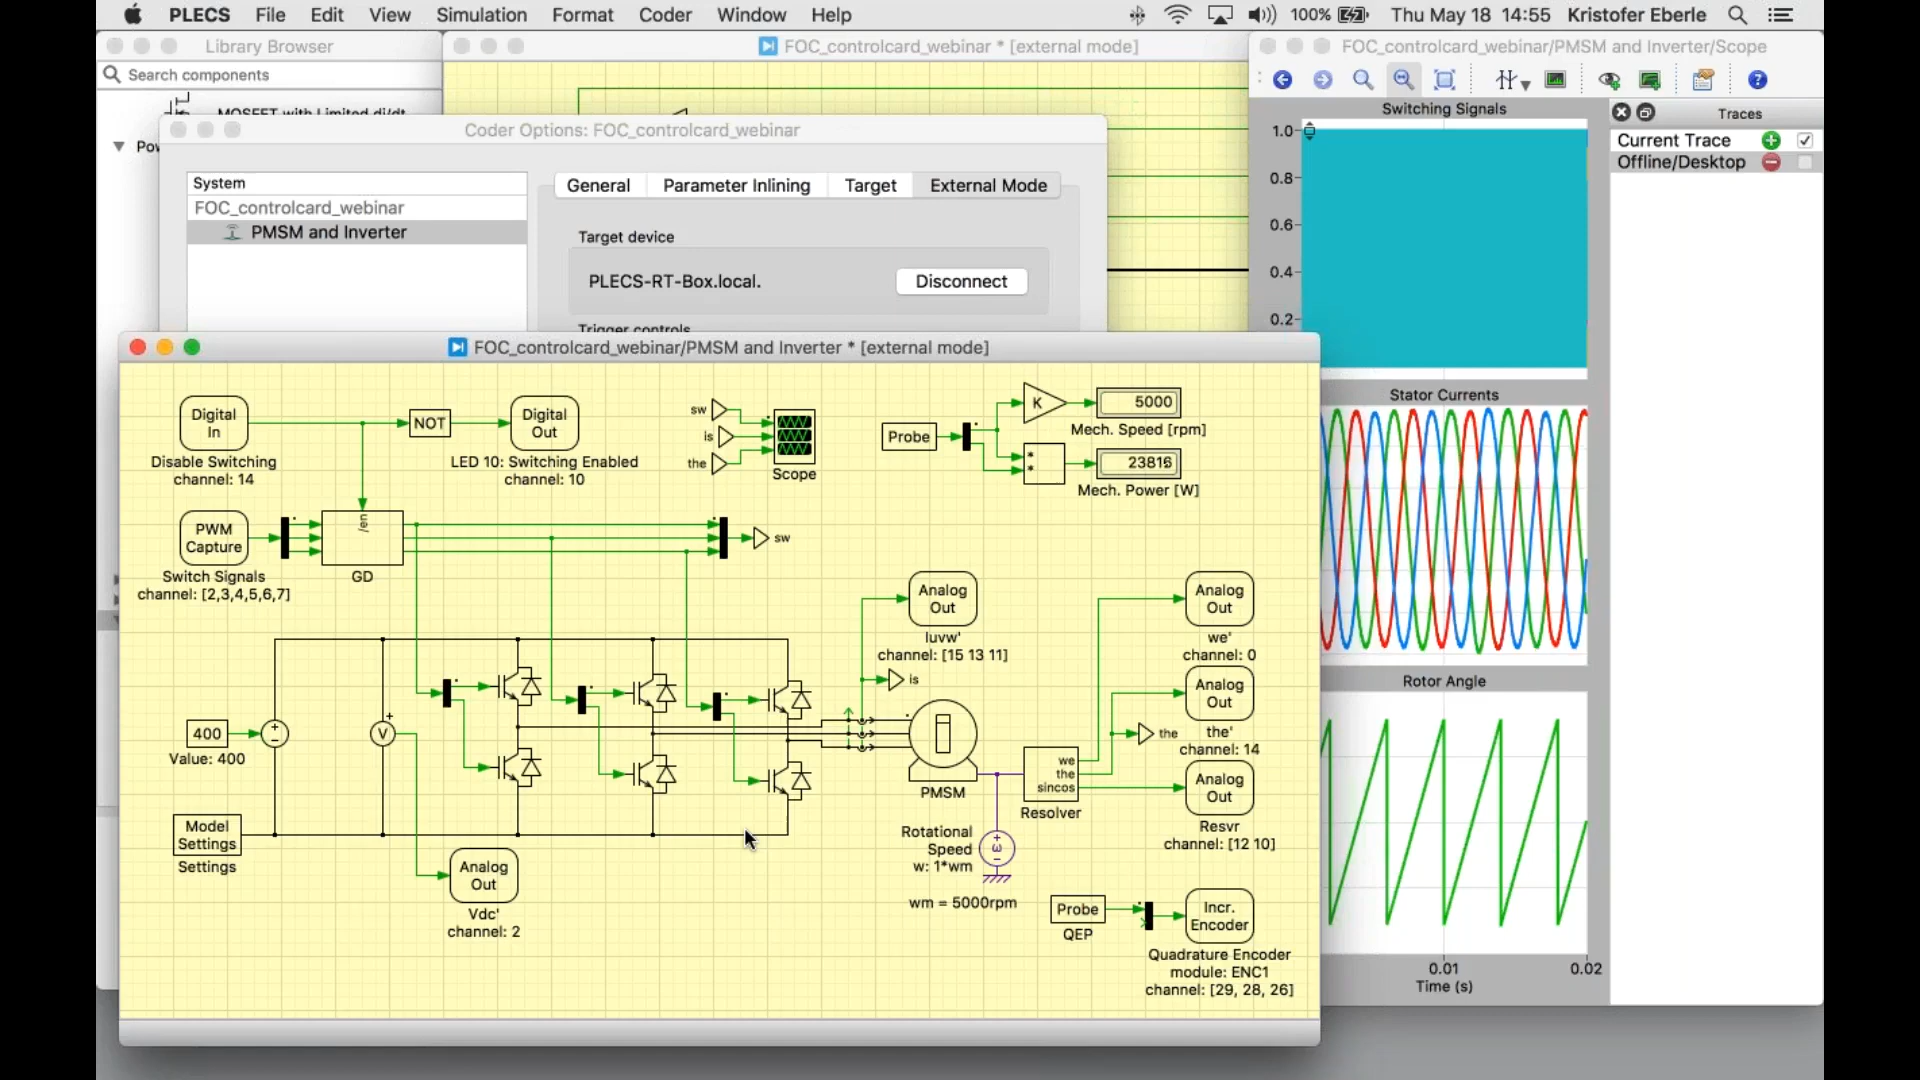 PLECS File Edit View Simulation Format Coder Window Help 100% Thu May 18 14:55 Kristofer Eberle
Library Browser
FOC_controlcard_webinar * [external mode]
FOC_controlcard_webinar/PMSM and Inverter/Scope
Search components
MOSFET with Limited di/dt
Pov
Coder Options: FOC_controlcard_webinar
System
FOC_controlcard_webinar
PMSM and Inverter
General Parameter Inlining Target External Mode
Target device
PLECS-RT-Box.local. Disconnect
Trigger controls
Switching Signals
1.0
0.8
0.6
0.4
0.2
Traces
Current Trace
Offline/Desktop
Stator Currents
Rotor Angle
0.01 0.02
Time (s)
FOC_controlcard_webinar/PMSM and Inverter * [external mode]
Digital
In
Disable Switching
channel: 14
NOT
Digital
Out
LED 10: Switching Enabled
channel: 10
sw
is
the
Scope
Probe
K
5000
Mech. Speed [rpm]
*
*
Mech. Power [W]
PWM
Capture
Switch Signals
channel: [2,3,4,5,6,7]
/en
GD
sw
Analog
Out
Iuvw'
channel: [15 13 11]
is
Analog
Out
we'
channel: 0
Analog
Out
the
the'
channel: 14
Analog
Out
Resvr
channel: [12 10]
400
Value: 400
V
PMSM
we
the
sincos
Resolver
Rotational
Speed
w: 1*wm
ω
wm = 5000rpm
Model
Settings
Settings
Analog
Out
Vdc'
channel: 2
Probe
QEP
Incr.
Encoder
Quadrature Encoder
module: ENC1
channel: [29, 28, 26]